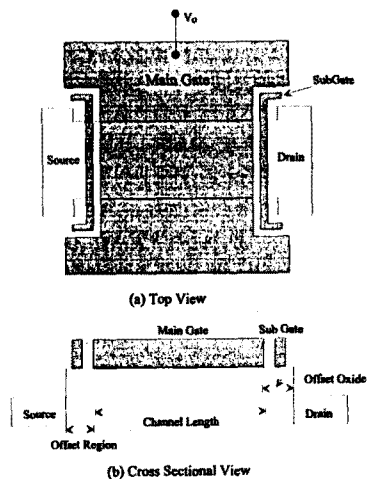 V₀
Main Gate
SubGate
Source
Drain
(a) Top View
Main Gate
Sub Gate
Offset Oxide
Source
Channel Length
Drain
Offset Region
(b) Cross Sectional View